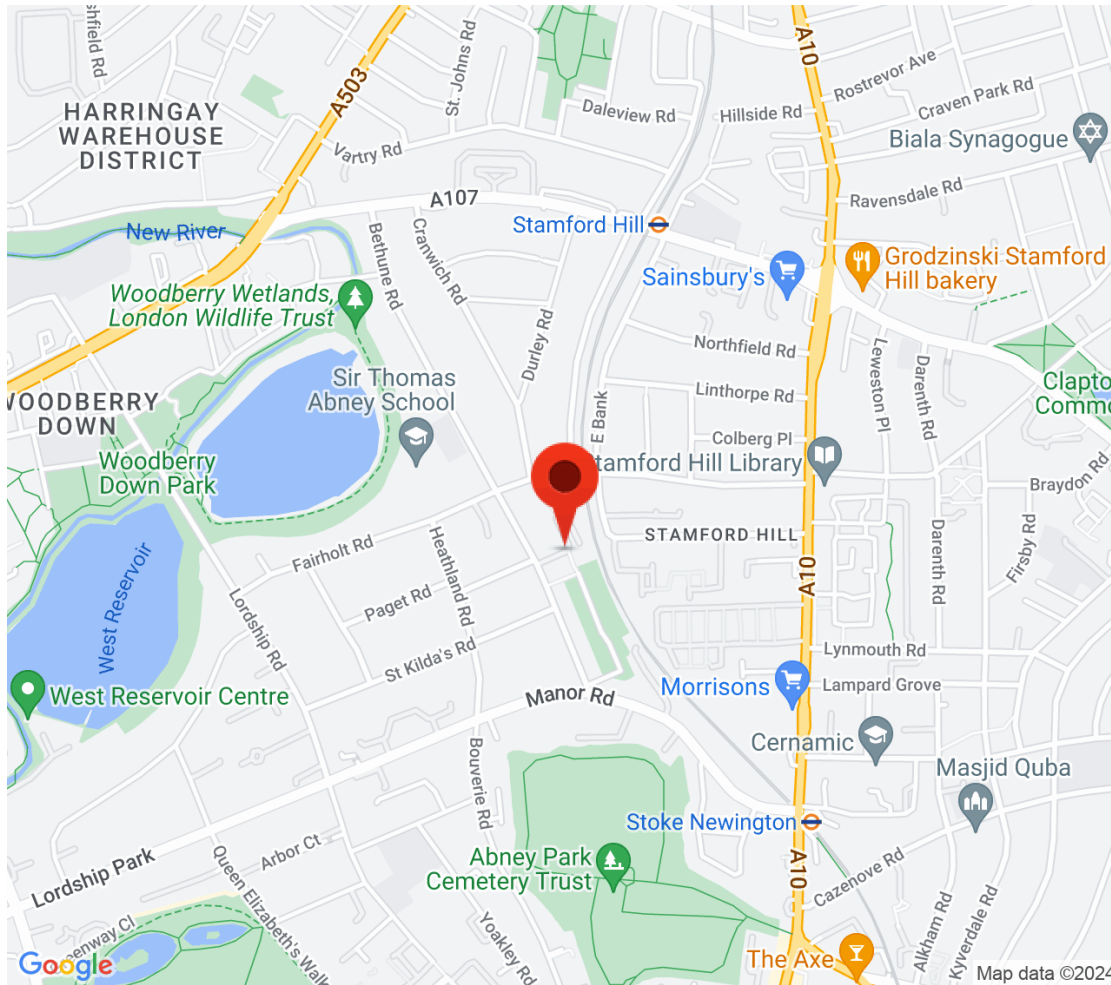 shfield Rd
HARRINGAY
WAREHOUSE
DISTRICT
A503
St. Johns Rd
Vartry Rd
Daleview Rd
A10
Hillside Rd
Rostrevor Ave
Craven Park Rd
Biala Synagogue
Ravensdale Rd
A107
New River
Bethune Rd
Cranwich Rd
Stamford Hill
Sainsbury's
Grodzinski Stamford
Hill bakery
Woodberry Wetlands,
London Wildlife Trust
Durley Rd
Northfield Rd
Leweston Pl
Darenth Rd
Sir Thomas
Abney School
E Bank
Linthorpe Rd
Clapto
Commo
WOODBERRY
DOWN
Colberg Pl
Woodberry
Down Park
tamford Hill Library
Braydon Rd
Fairholt Rd
Heathland Rd
STAMFORD HILL
A10
Darenth Rd
Firsby Rd
West Reservoir
Lordship Rd
Paget Rd
St Kilda's Rd
Lynmouth Rd
West Reservoir Centre
Manor Rd
Morrisons
Lampard Grove
Cernamic
Bouverie Rd
Masjid Quba
Stoke Newington
Lordship Park
Arbor Ct
Abney Park
Cemetery Trust
A10
Cazenove Rd
Queen Elizabeth's Walk
eenway Cl
Yoakley Rd
Alkham Rd
Kyverdale Rd
The Axe
Google
Map data ©2024